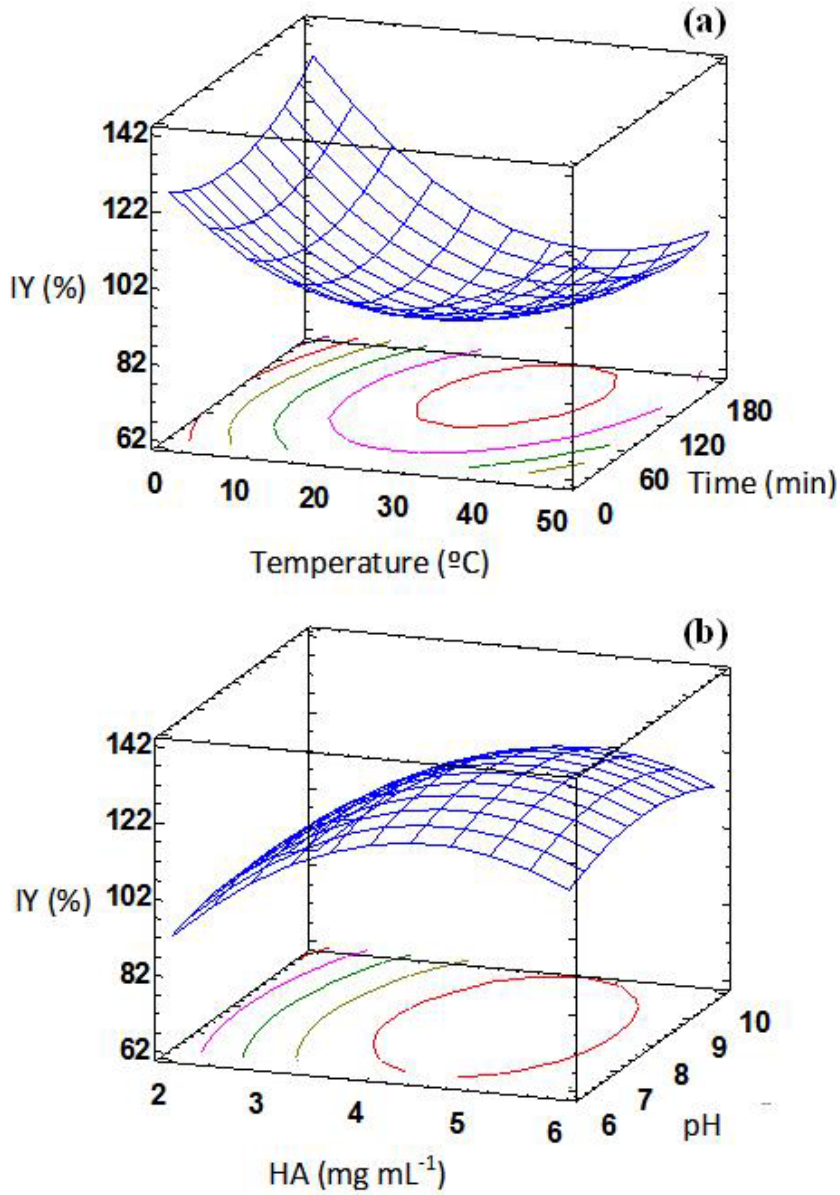 (a)
142
122
IY (%)
102
82
62
0 10 20 30 40 50
0 60 120 180
Time (min)
Temperature (ºC)
(b)
142
122
IY (%)
102
82
62
2 3 4 5 6
6 7 8 9 10
pH
HA (mg mL⁻¹)